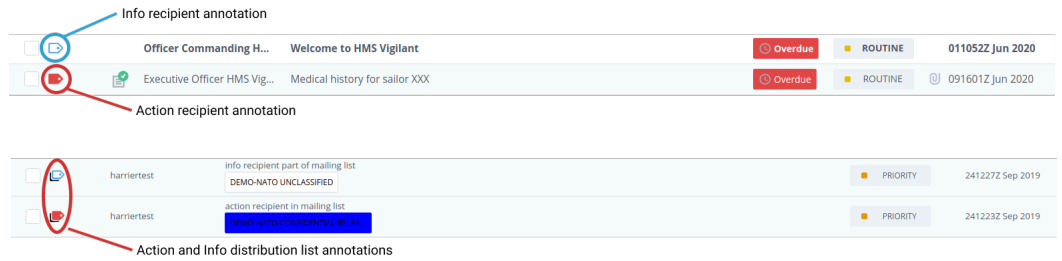 Info recipient annotation
Officer Commanding H... Welcome to HMS Vigilant Overdue ROUTINE 011052Z Jun 2020
Executive Officer HMS Vig... Medical history for sailor XXX Overdue ROUTINE 091601Z Jun 2020
Action recipient annotation
info recipient part of mailing list
harriertest PRIORITY 241227Z Sep 2019
DEMO-NATO UNCLASSIFIED
action recipient in mailing list
harriertest PRIORITY 241223Z Sep 2019
DEMO-NATO CONFIDENTIAL
Action and Info distribution list annotations